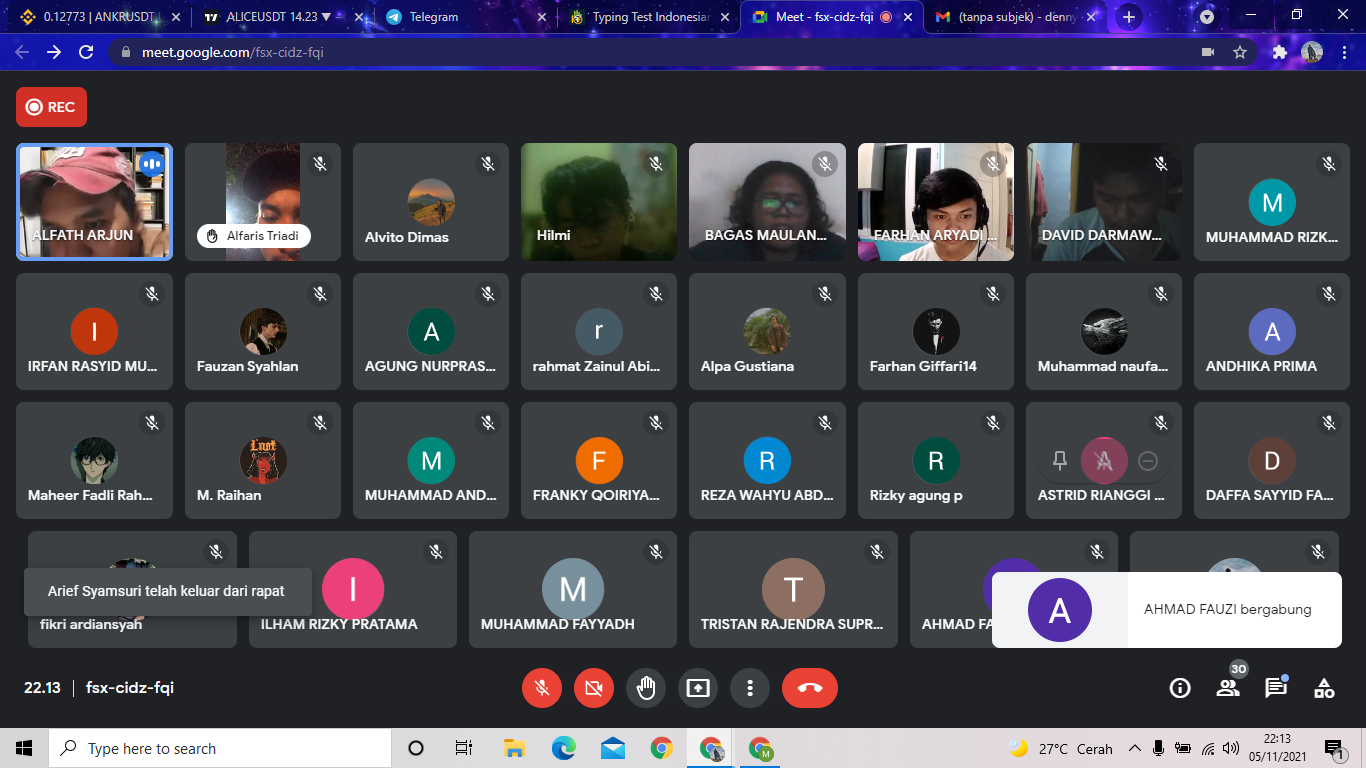 0.12773 | ANKRUSDT |
ALICEUSDT 14.23 ▼
Telegram
Typing Test Indonesian
Meet - fsx-cidz-fqi
(tanpa subjek) - denny
meet.google.com/fsx-cidz-fqi
REC
ALFATH ARJUN
Alfaris Triadi
Alvito Dimas
Hilmi
BAGAS MAULAN...
FARHAN ARYADI ...
DAVID DARMAW...
M
MUHAMMAD RIZK...
I
IRFAN RASYID MU...
Fauzan Syahlan
A
AGUNG NURPRAS...
r
rahmat Zainul Abi...
Alpa Gustiana
Farhan Giffari14
Muhammad naufa...
A
ANDHIKA PRIMA
Maheer Fadli Rah...
M. Raihan
M
MUHAMMAD AND...
F
FRANKY QOIRIYA...
R
REZA WAHYU ABD...
R
Rizky agung p
A
ASTRID RIANGGI ...
D
DAFFA SAYYID FA...
Arief Syamsuri telah keluar dari rapat
fikri ardiansyah
I
ILHAM RIZKY PRATAMA
M
MUHAMMAD FAYYADH
T
TRISTAN RAJENDRA SUPR...
AHMAD FA
A
AHMAD FAUZI bergabung
22.13 | fsx-cidz-fqi
30
Type here to search
M
27°C Cerah
22:13
05/11/2021
1